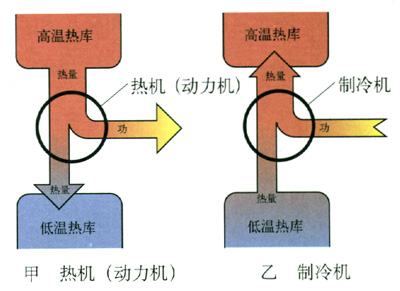 高温热库
热量
热机（动力机）
功
热量
低温热库
甲 热机（动力机）
高温热库
热量
制冷机
功
热量
低温热库
乙 制冷机